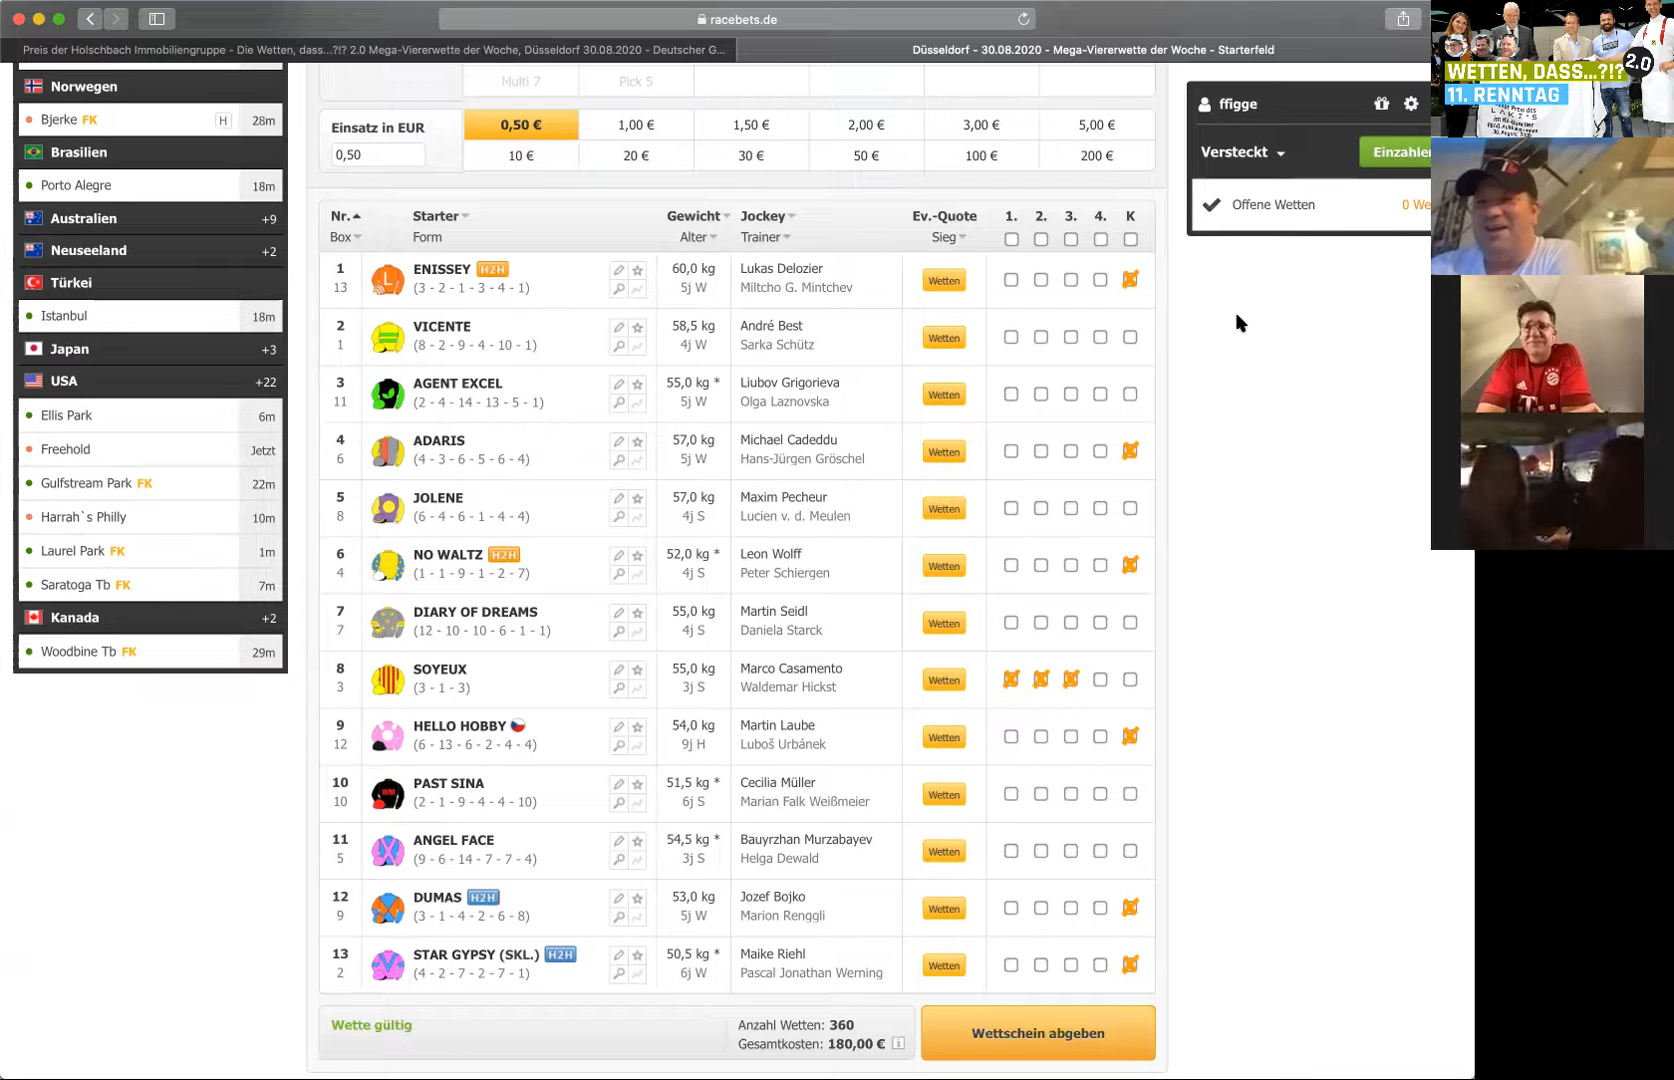 racebets.de
Preis der Holschbach Immobiliengruppe - Die Wetten, dass...?!? 2.0 Mega-Viererwette der Woche, Düsseldorf 30.08.2020 - Deutscher G...
Düsseldorf - 30.08.2020 - Mega-Viererwette der Woche - Starterfeld
WETTEN, DASS...?!? 2.0
11. RENNTAG
Norwegen
Bjerke FK H 28m
Brasilien
Porto Alegre 18m
Australien +9
Neuseeland +2
Türkei
Istanbul 18m
Japan +3
USA +22
Ellis Park 6m
Freehold Jetzt
Gulfstream Park FK 22m
Harrah`s Philly 10m
Laurel Park FK 1m
Saratoga Tb FK 7m
Kanada +2
Woodbine Tb FK 29m
Multi 7 Pick 5
Einsatz in EUR 0,50 € 1,00 € 1,50 € 2,00 € 3,00 € 5,00 €
0,50 10 € 20 € 30 € 50 € 100 € 200 €
Nr. Starter Gewicht Jockey Ev.-Quote 1. 2. 3. 4. K
Box Form Alter Trainer Sieg
1 ENISSEY H2H 60,0 kg Lukas Delozier Wetten
13 (3 - 2 - 1 - 3 - 4 - 1) 5j W Miltcho G. Mintchev
2 VICENTE 58,5 kg André Best Wetten
1 (8 - 2 - 9 - 4 - 10 - 1) 4j W Sarka Schütz
3 AGENT EXCEL 55,0 kg * Liubov Grigorieva Wetten
11 (2 - 4 - 14 - 13 - 5 - 1) 5j W Olga Laznovska
4 ADARIS 57,0 kg Michael Cadeddu Wetten
6 (4 - 3 - 6 - 5 - 6 - 4) 5j W Hans-Jürgen Gröschel
5 JOLENE 57,0 kg Maxim Pecheur Wetten
8 (6 - 4 - 6 - 1 - 4 - 4) 4j S Lucien v. d. Meulen
6 NO WALTZ H2H 52,0 kg * Leon Wolff Wetten
4 (1 - 1 - 9 - 1 - 2 - 7) 4j S Peter Schiergen
7 DIARY OF DREAMS 55,0 kg Martin Seidl Wetten
7 (12 - 10 - 10 - 6 - 1 - 1) 4j S Daniela Starck
8 SOYEUX 55,0 kg Marco Casamento Wetten
3 (3 - 1 - 3) 3j S Waldemar Hickst
9 HELLO HOBBY 54,0 kg Martin Laube Wetten
12 (6 - 13 - 6 - 2 - 4 - 4) 9j H Luboš Urbánek
10 PAST SINA 51,5 kg * Cecilia Müller Wetten
10 (2 - 1 - 9 - 4 - 4 - 10) 6j S Marian Falk Weißmeier
11 ANGEL FACE 54,5 kg * Bauyrzhan Murzabayev Wetten
5 (9 - 6 - 14 - 7 - 7 - 4) 3j S Helga Dewald
12 DUMAS H2H 53,0 kg Jozef Bojko Wetten
9 (3 - 1 - 4 - 2 - 6 - 8) 5j W Marion Renggli
13 STAR GYPSY (SKL.) H2H 50,5 kg * Maike Riehl Wetten
2 (4 - 2 - 7 - 2 - 7 - 1) 6j W Pascal Jonathan Werning
Wette gültig
Anzahl Wetten: 360
Gesamtkosten: 180,00 €
Wettschein abgeben
ffigge
Versteckt Einzahlen
Offene Wetten 0 We